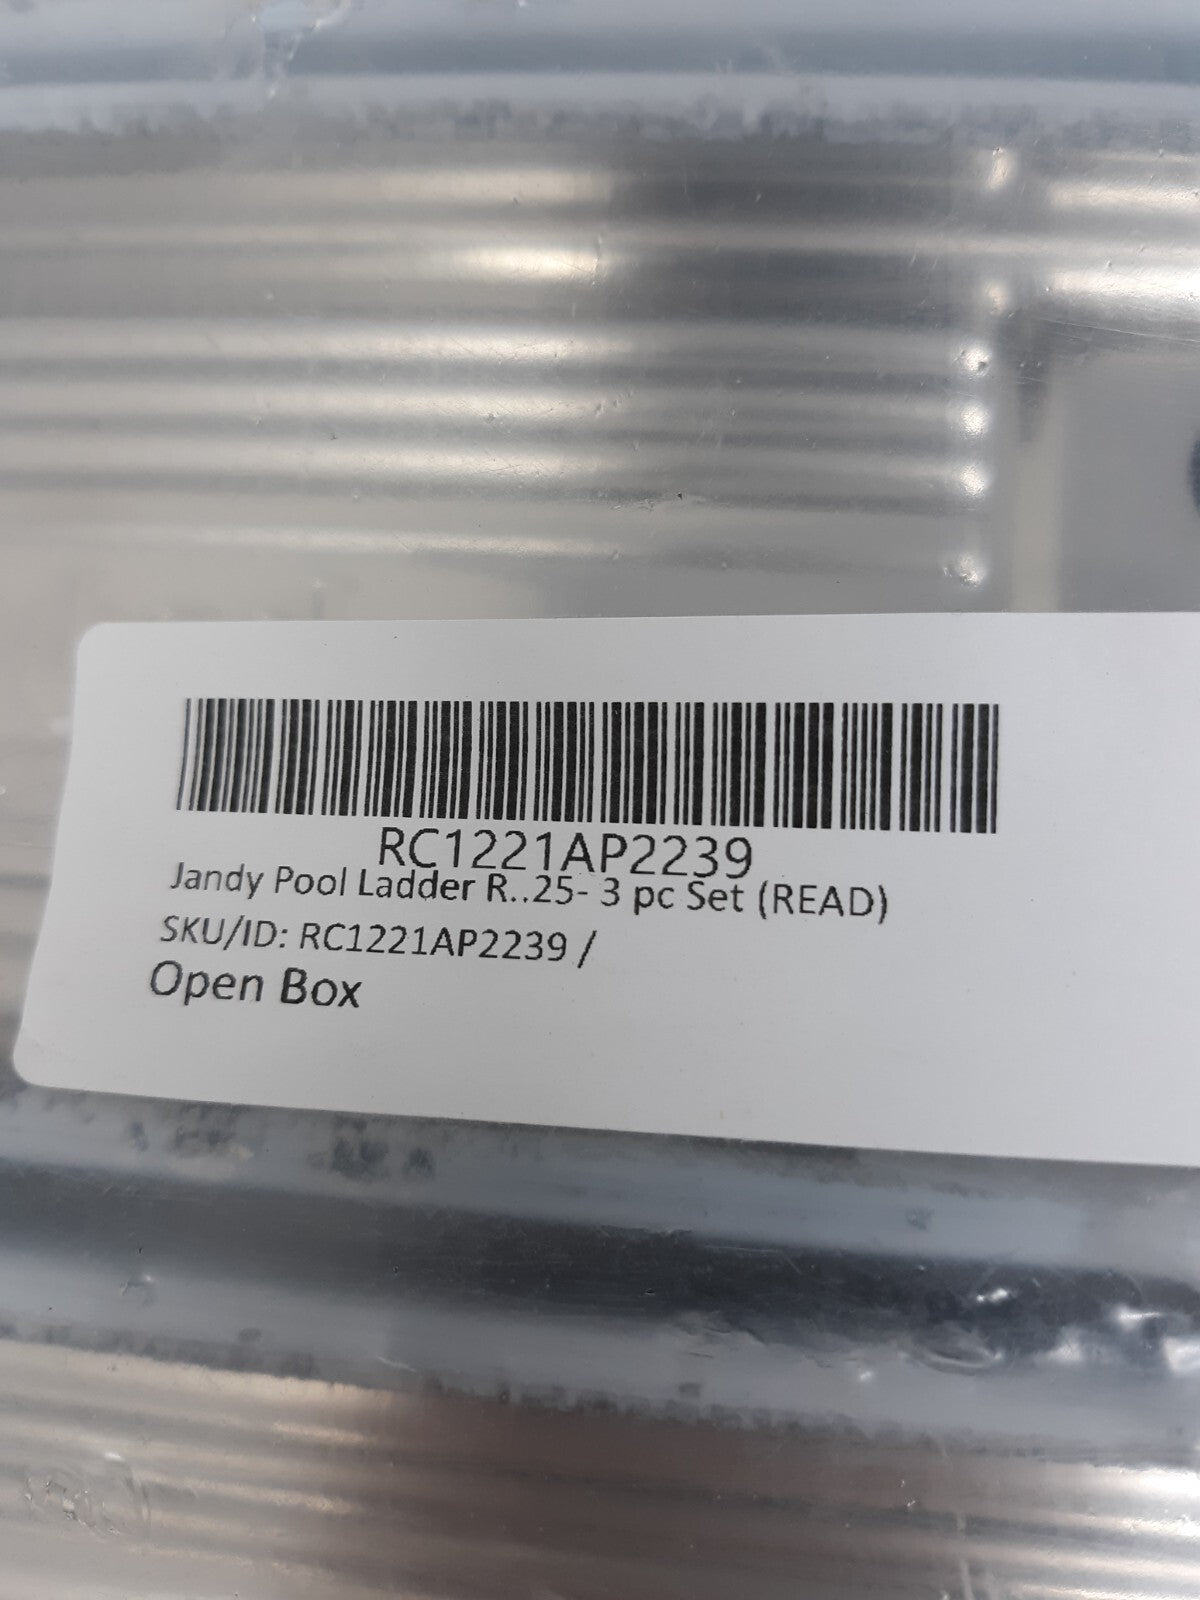 RC1221AP2239
Jandy Pool Ladder R..25- 3 pc Set (READ)
SKU/ID: RC1221AP2239 /
Open Box